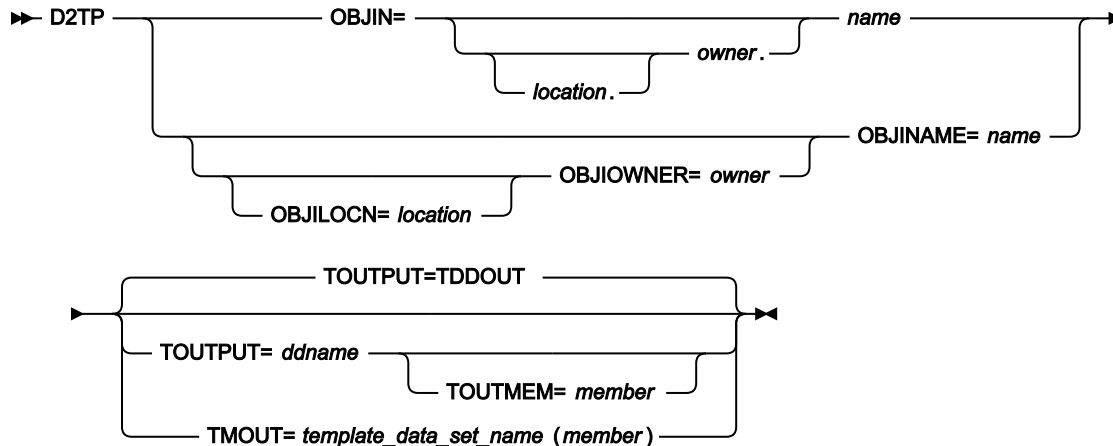 D2TP OBJIN= name
owner.
location.
OBJINAME= name
OBJIOWNER= owner
OBJILOCN= location
TOUTPUT=TDDOUT
TOUTPUT= ddname
TOUTMEM= member
TMOUT= template_data_set_name (member)